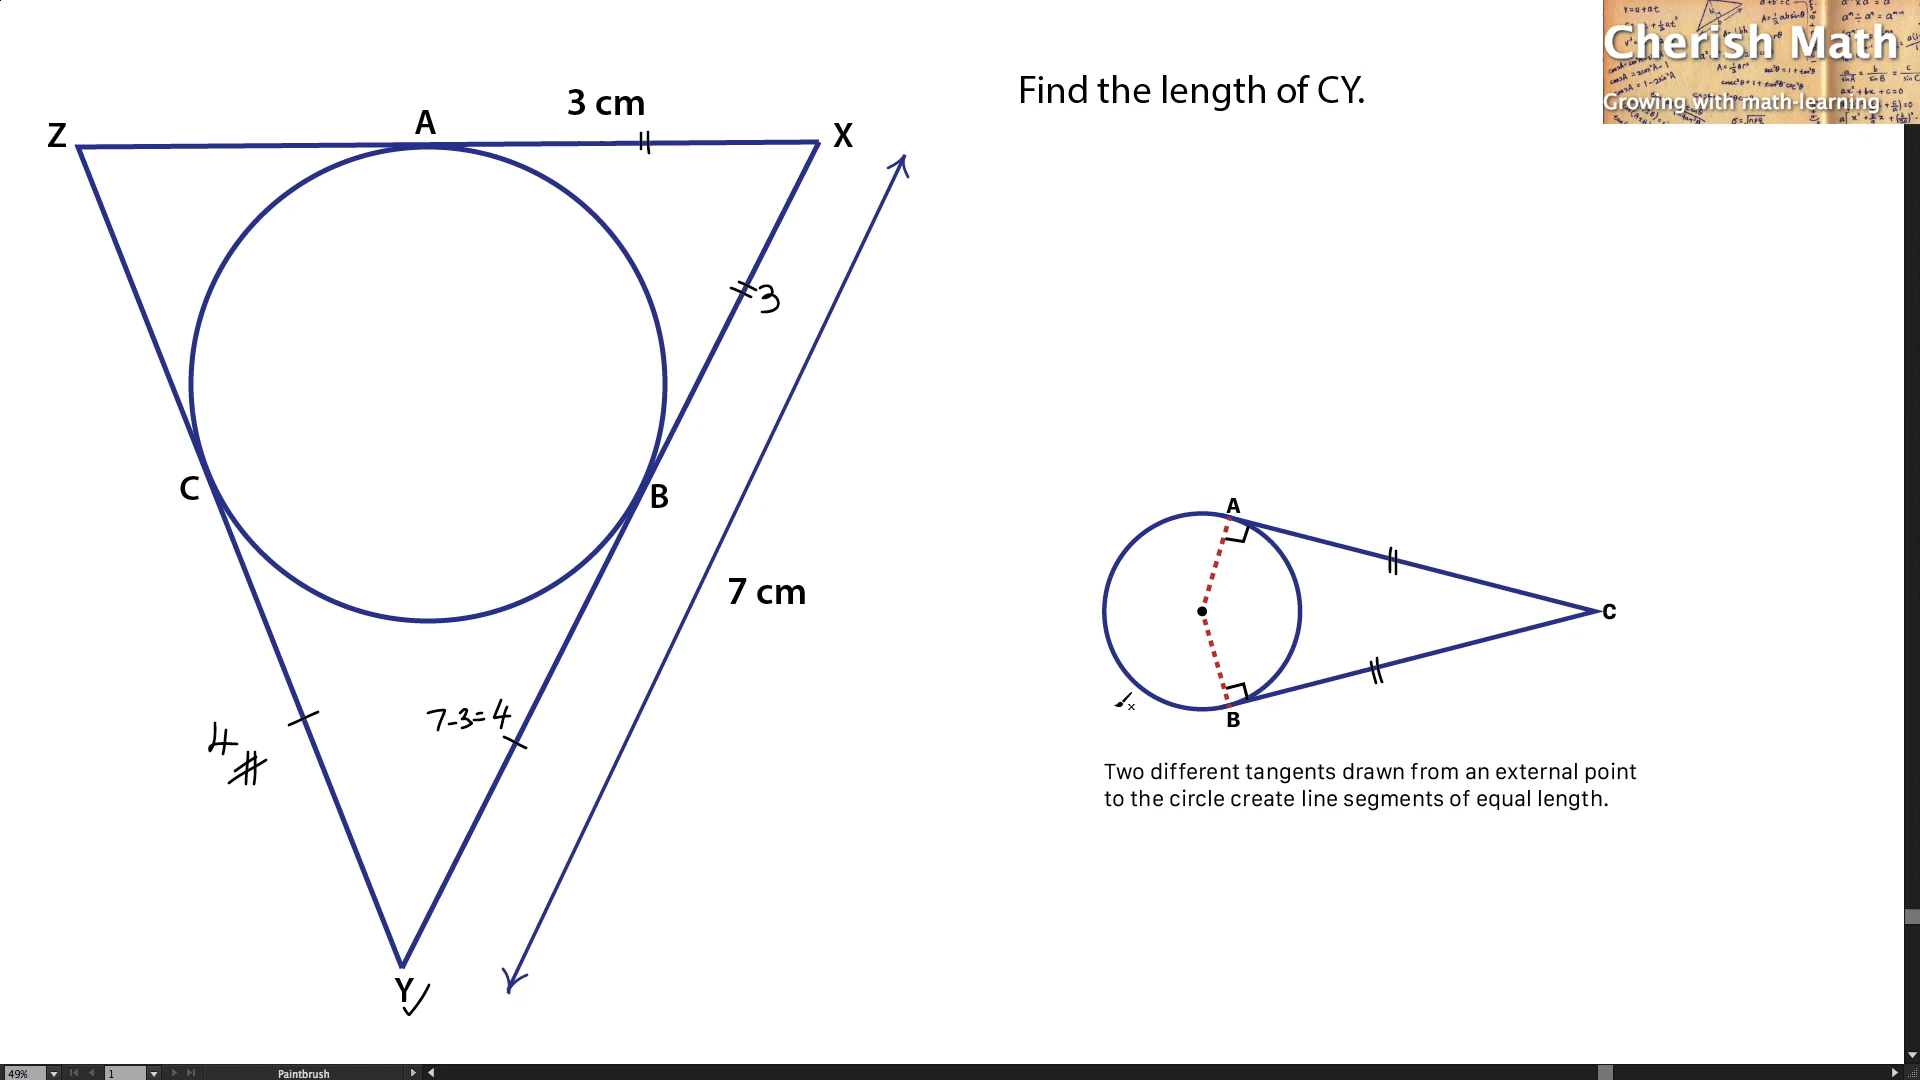 Cherish Math
Growing with math-learning
Find the length of CY.
3 cm
Z
A
X
3
C
B
7 cm
7-3=4
4
Y
A
C
B
Two different tangents drawn from an external point
to the circle create line segments of equal length.
49%
1
Paintbrush